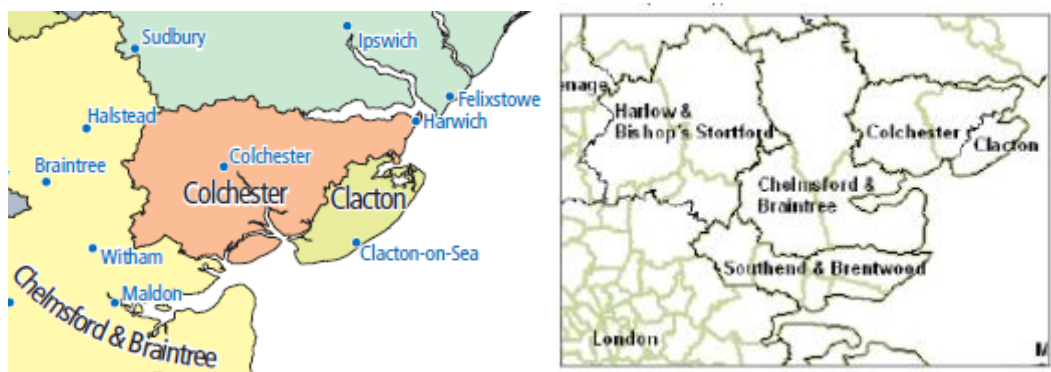 Sudbury
Ipswich
Felixstowe
Harwich
Halstead
Colchester
Braintree
Colchester
Clacton
Clacton-on-Sea
Witham
Maldon
Chelmsford & Braintree
enage
Harlow &
Bishop's Stortford
Colchester
Clacton
Chelmsford &
Braintree
Southend & Brentwood
London
M